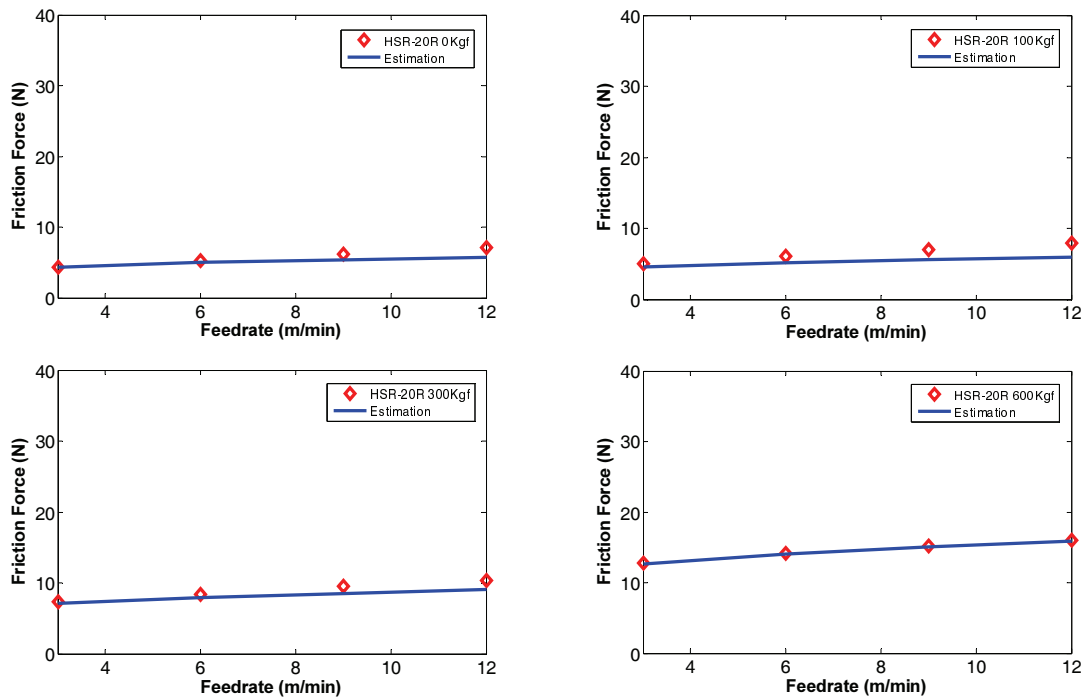 40
30
20
10
0
Friction Force (N)
HSR-20R 0Kgf
Estimation
4 6 8 10 12
Feedrate (m/min)
40
30
20
10
0
Friction Force (N)
HSR-20R 100Kgf
Estimation
4 6 8 10 12
Feedrate (m/min)
40
30
20
10
0
Friction Force (N)
HSR-20R 300Kgf
Estimation
4 6 8 10 12
Feedrate (m/min)
40
30
20
10
0
Friction Force (N)
HSR-20R 600Kgf
Estimation
4 6 8 10 12
Feedrate (m/min)